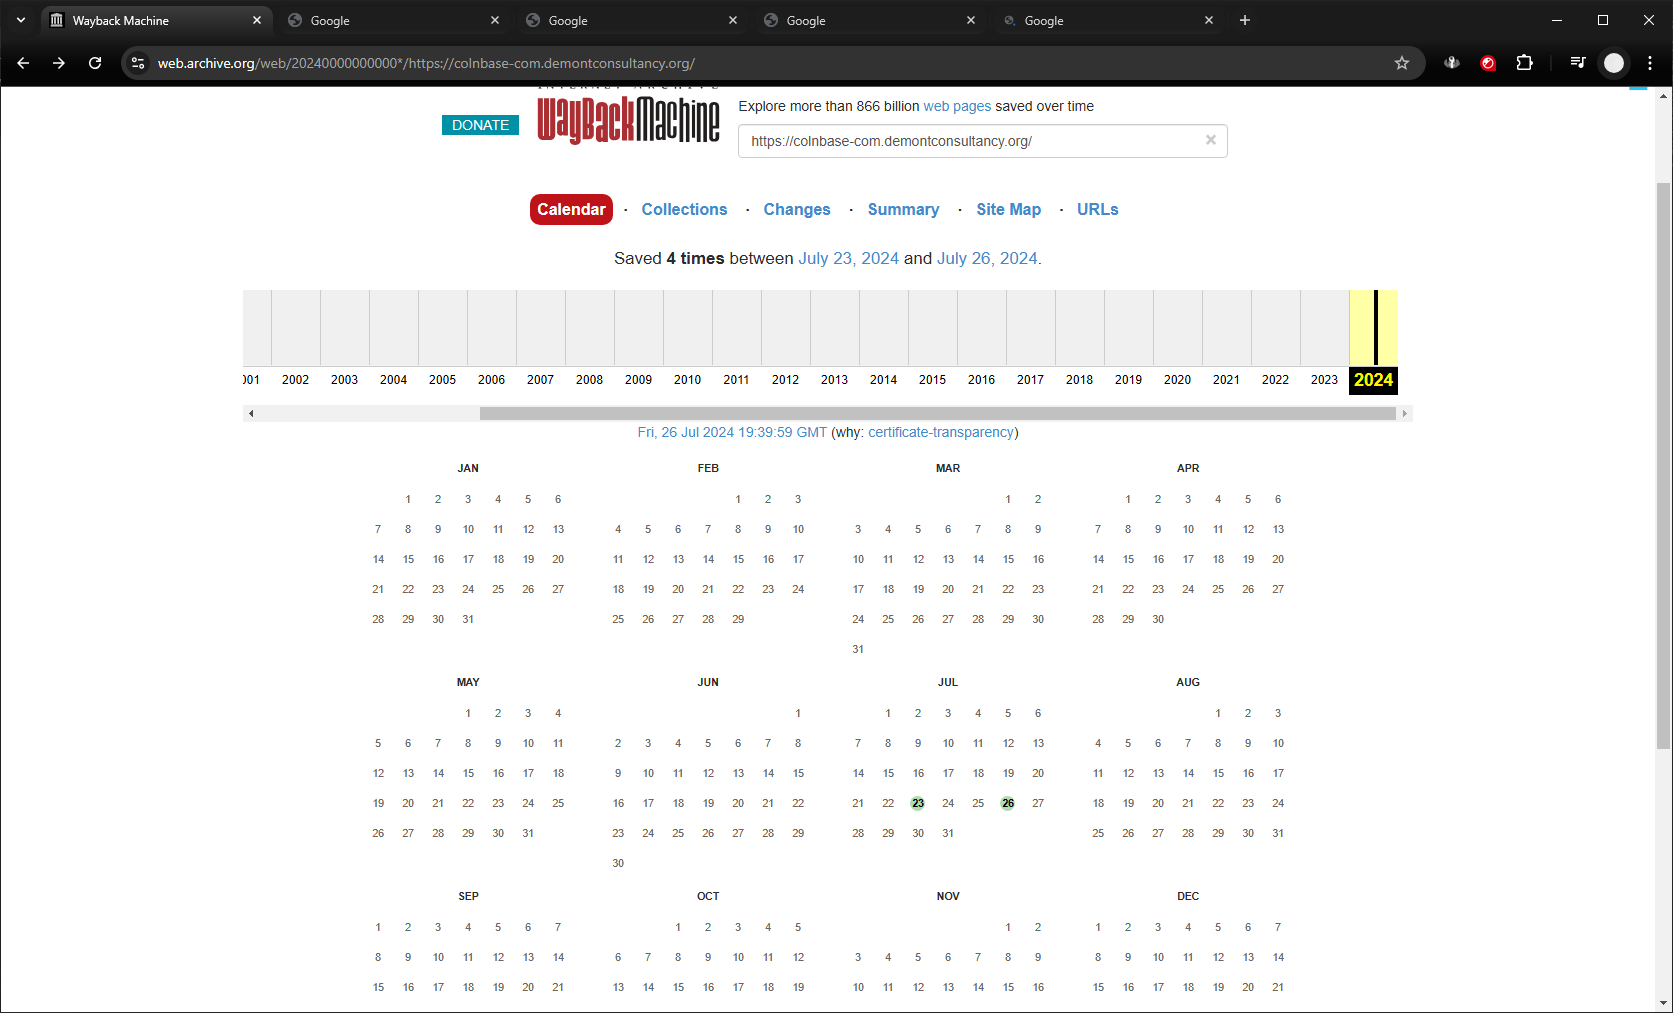 Wayback Machine
Google
Google
Google
Google
web.archive.org/web/20240000000000*/https://colnbase-com.demontconsultancy.org/
INTERNET ARCHIVE
DONATE
WayBackMachine
Explore more than 866 billion web pages saved over time
https://colnbase-com.demontconsultancy.org/
Calendar · Collections · Changes · Summary · Site Map · URLs
Saved 4 times between July 23, 2024 and July 26, 2024.
001 2002 2003 2004 2005 2006 2007 2008 2009 2010 2011 2012 2013 2014 2015 2016 2017 2018 2019 2020 2021 2022 2023 2024
Fri, 26 Jul 2024 19:39:59 GMT (why: certificate-transparency)
JAN FEB MAR APR
1 2 3 4 5 6 1 2 3 1 2 1 2 3 4 5 6
7 8 9 10 11 12 13 4 5 6 7 8 9 10 3 4 5 6 7 8 9 7 8 9 10 11 12 13
14 15 16 17 18 19 20 11 12 13 14 15 16 17 10 11 12 13 14 15 16 14 15 16 17 18 19 20
21 22 23 24 25 26 27 18 19 20 21 22 23 24 17 18 19 20 21 22 23 21 22 23 24 25 26 27
28 29 30 31 25 26 27 28 29 24 25 26 27 28 29 30 28 29 30
31
MAY JUN JUL AUG
1 2 3 4 1 1 2 3 4 5 6 1 2 3
5 6 7 8 9 10 11 2 3 4 5 6 7 8 7 8 9 10 11 12 13 4 5 6 7 8 9 10
12 13 14 15 16 17 18 9 10 11 12 13 14 15 14 15 16 17 18 19 20 11 12 13 14 15 16 17
19 20 21 22 23 24 25 16 17 18 19 20 21 22 21 22 23 24 25 26 27 18 19 20 21 22 23 24
26 27 28 29 30 31 23 24 25 26 27 28 29 28 29 30 31 25 26 27 28 29 30 31
30
SEP OCT NOV DEC
1 2 3 4 5 6 7 1 2 3 4 5 1 2 1 2 3 4 5 6 7
8 9 10 11 12 13 14 6 7 8 9 10 11 12 3 4 5 6 7 8 9 8 9 10 11 12 13 14
15 16 17 18 19 20 21 13 14 15 16 17 18 19 10 11 12 13 14 15 16 15 16 17 18 19 20 21